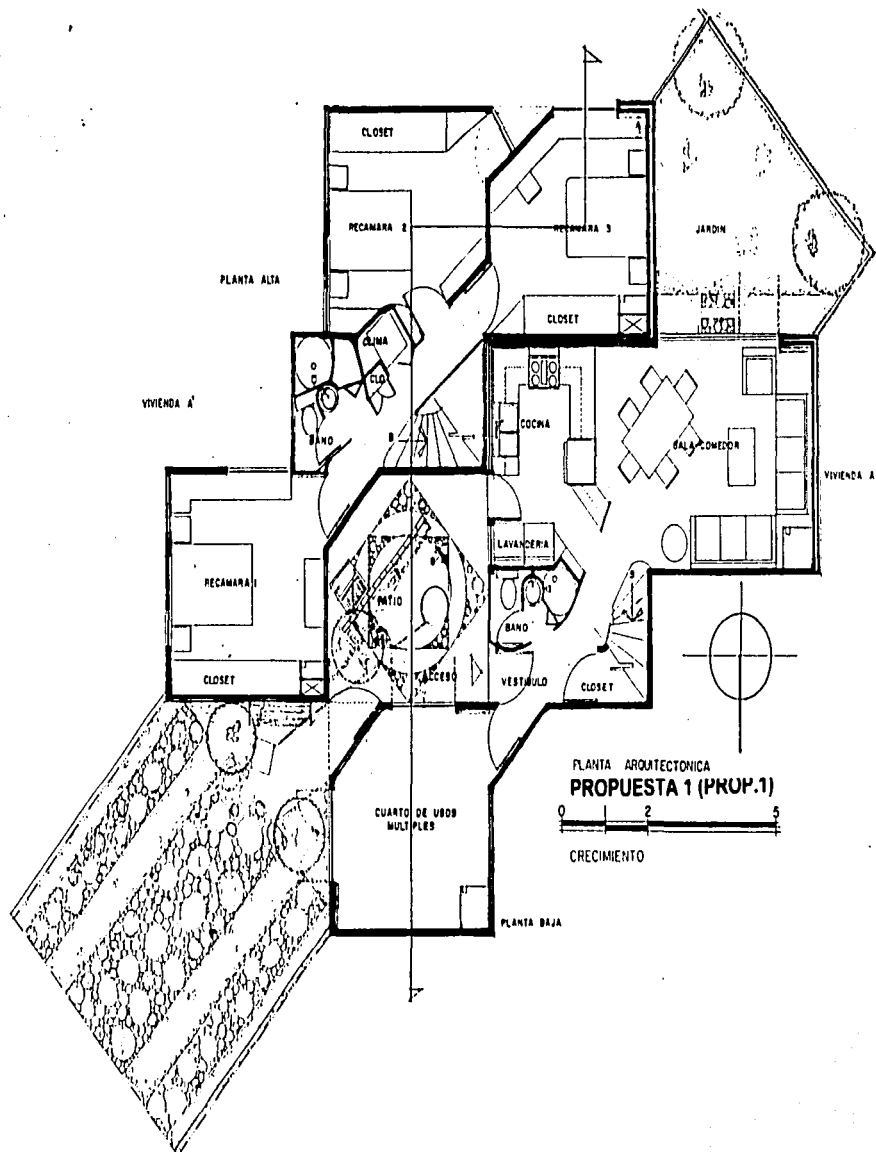 CLOSET
RECAMARA 2
RECAMARA 3
JARDIN
PLANTA ALTA
CLOSET
CLIMA
CLO
VIVIENDA A'
BAÑO
B
COCINA
SALA-COMEDOR
VIVIENDA A
LAVANDERIA
RECAMARA 1
PATIO
BAÑO
S
CLOSET
ACCESO
VESTIBULO
CLOSET
PLANTA ARQUITECTONICA
PROPUESTA 1 (PROP.1)
0 2 5
CRECIMIENTO
CUARTO DE USOS
MULTIPLES
PLANTA BAJA